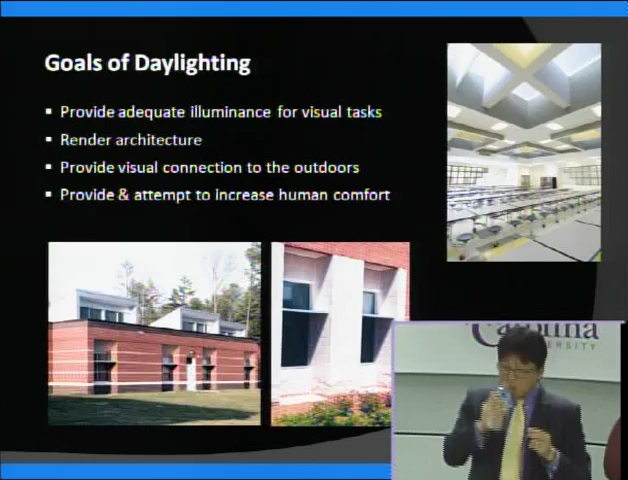 Goals of Daylighting
Provide adequate illuminance for visual tasks
Render architecture
Provide visual connection to the outdoors
Provide & attempt to increase human comfort
Carolina
ERSITY